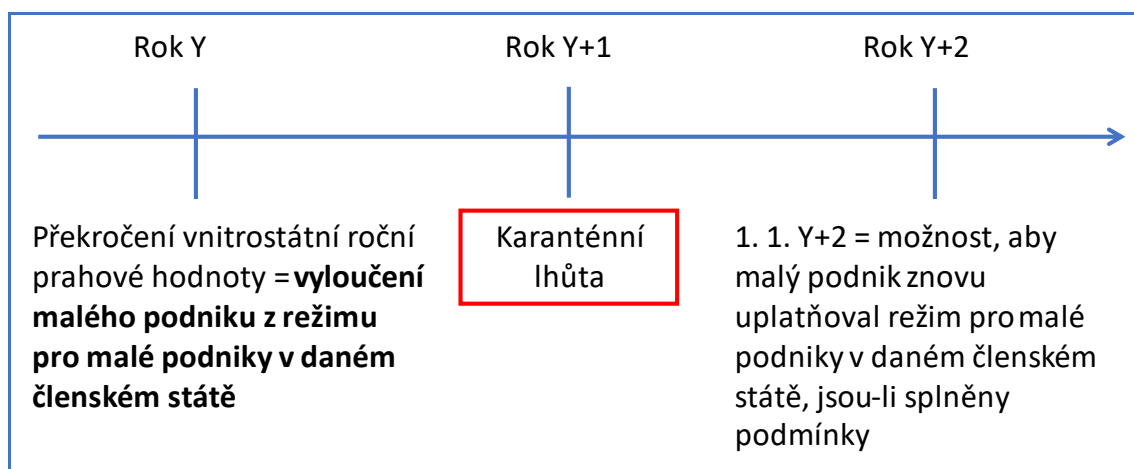 Rok Y
Rok Y+1
Rok Y+2
Překročení vnitrostátní roční
prahové hodnoty = vyloučení
malého podniku z režimu
pro malé podniky v daném
členském státě
Karanténní
lhůta
1. 1. Y+2 = možnost, aby
malý podnik znovu
uplatňoval režim pro malé
podniky v daném členském
státě, jsou-li splněny
podmínky